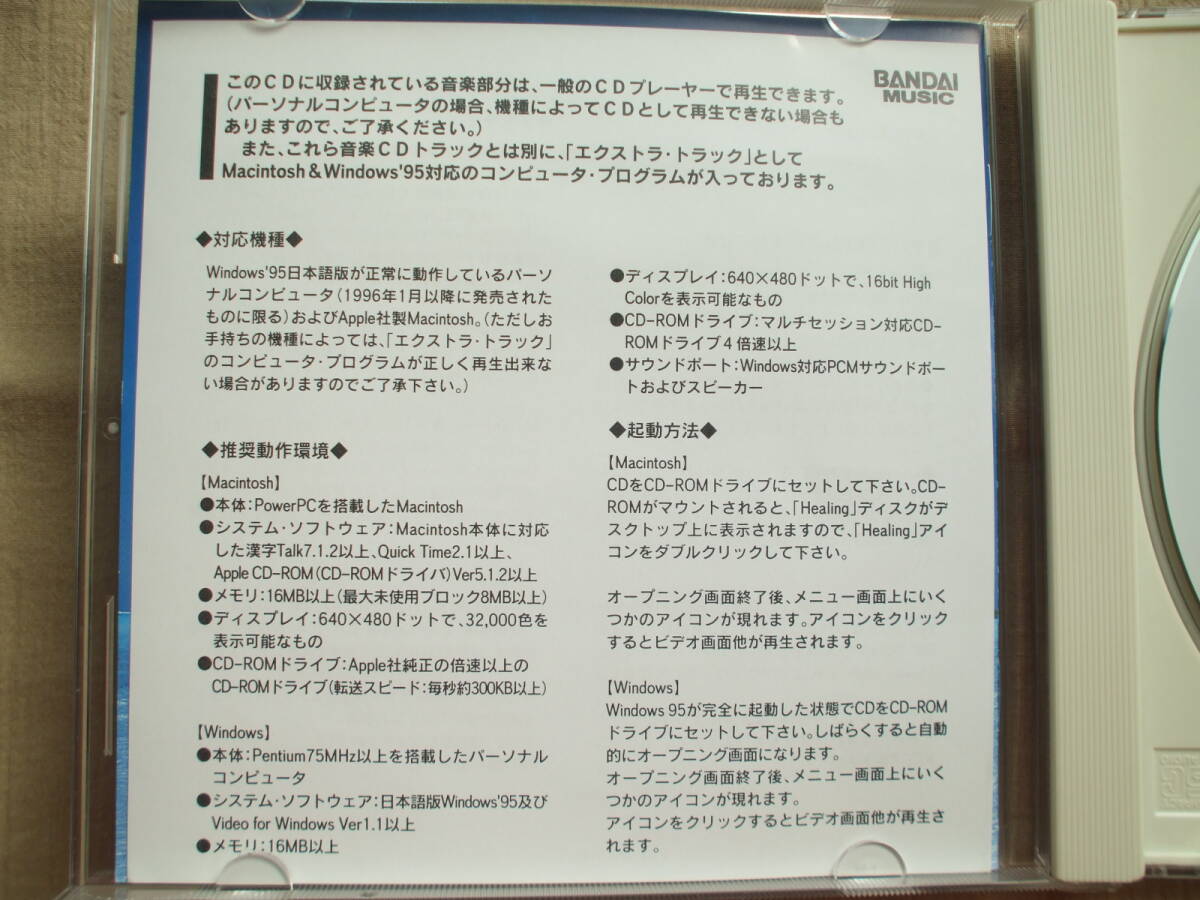 このCDに収録されている音楽部分は、一般のCDプレーヤーで再生できます。
(パーソナルコンピュータの場合、機種によってCDとして再生できない場合も
ありますので、ご了承ください。)
また、これら音楽CDトラックとは別に、「エクストラ・トラック」として
Macintosh&Windows'95対応のコンピュータ・プログラムが入っております。
BANDAI
MUSIC
◆対応機種◆
Windows'95日本語版が正常に動作しているパーソ
ナルコンピュータ(1996年1月以降に発売された
ものに限る)およびApple社製Macintosh。(ただしお
手持ちの機種によっては、「エクストラ・トラック」
のコンピュータ・プログラムが正しく再生出来な
い場合がありますのでご了承下さい。)
◆推奨動作環境◆
【Macintosh】
●本体:PowerPCを搭載したMacintosh
●システム・ソフトウェア:Macintosh本体に対応
した漢字Talk7.1.2以上、Quick Time2.1以上、
Apple CD-ROM(CD-ROMドライバ)Ver5.1.2以上
●メモリ:16MB以上(最大未使用ブロック8MB以上)
●ディスプレイ:640×480ドットで、32,000色を
表示可能なもの
●CD-ROMドライブ:Apple社純正の倍速以上の
CD-ROMドライブ(転送スピード:毎秒約300KB以上)
【Windows】
●本体:Pentium75MHz以上を搭載したパーソナル
コンピュータ
●システム・ソフトウェア:日本語版Windows'95及び
Video for Windows Ver1.1以上
●メモリ:16MB以上
●ディスプレイ:640×480ドットで、16bit High
Colorを表示可能なもの
●CD-ROMドライブ:マルチセッション対応CD-
ROMドライブ4倍速以上
●サウンドボート:Windows対応PCMサウンドボー
トおよびスピーカー
◆起動方法◆
【Macintosh】
CDをCD-ROMドライブにセットして下さい。CD-
ROMがマウントされると、「Healing」ディスクがデ
スクトップ上に表示されますので、「Healing」アイ
コンをダブルクリックして下さい。
オープニング画面終了後、メニュー画面上にいく
つかのアイコンが現れます。アイコンをクリック
するとビデオ画面他が再生されます。
【Windows】
Windows 95が完全に起動した状態でCDをCD-ROM
ドライブにセットして下さい。しばらくすると自動
的にオープニング画面になります。
オープニング画面終了後、メニュー画面上にいく
つかのアイコンが現れます。
アイコンをクリックするとビデオ画面他が再生さ
れます。